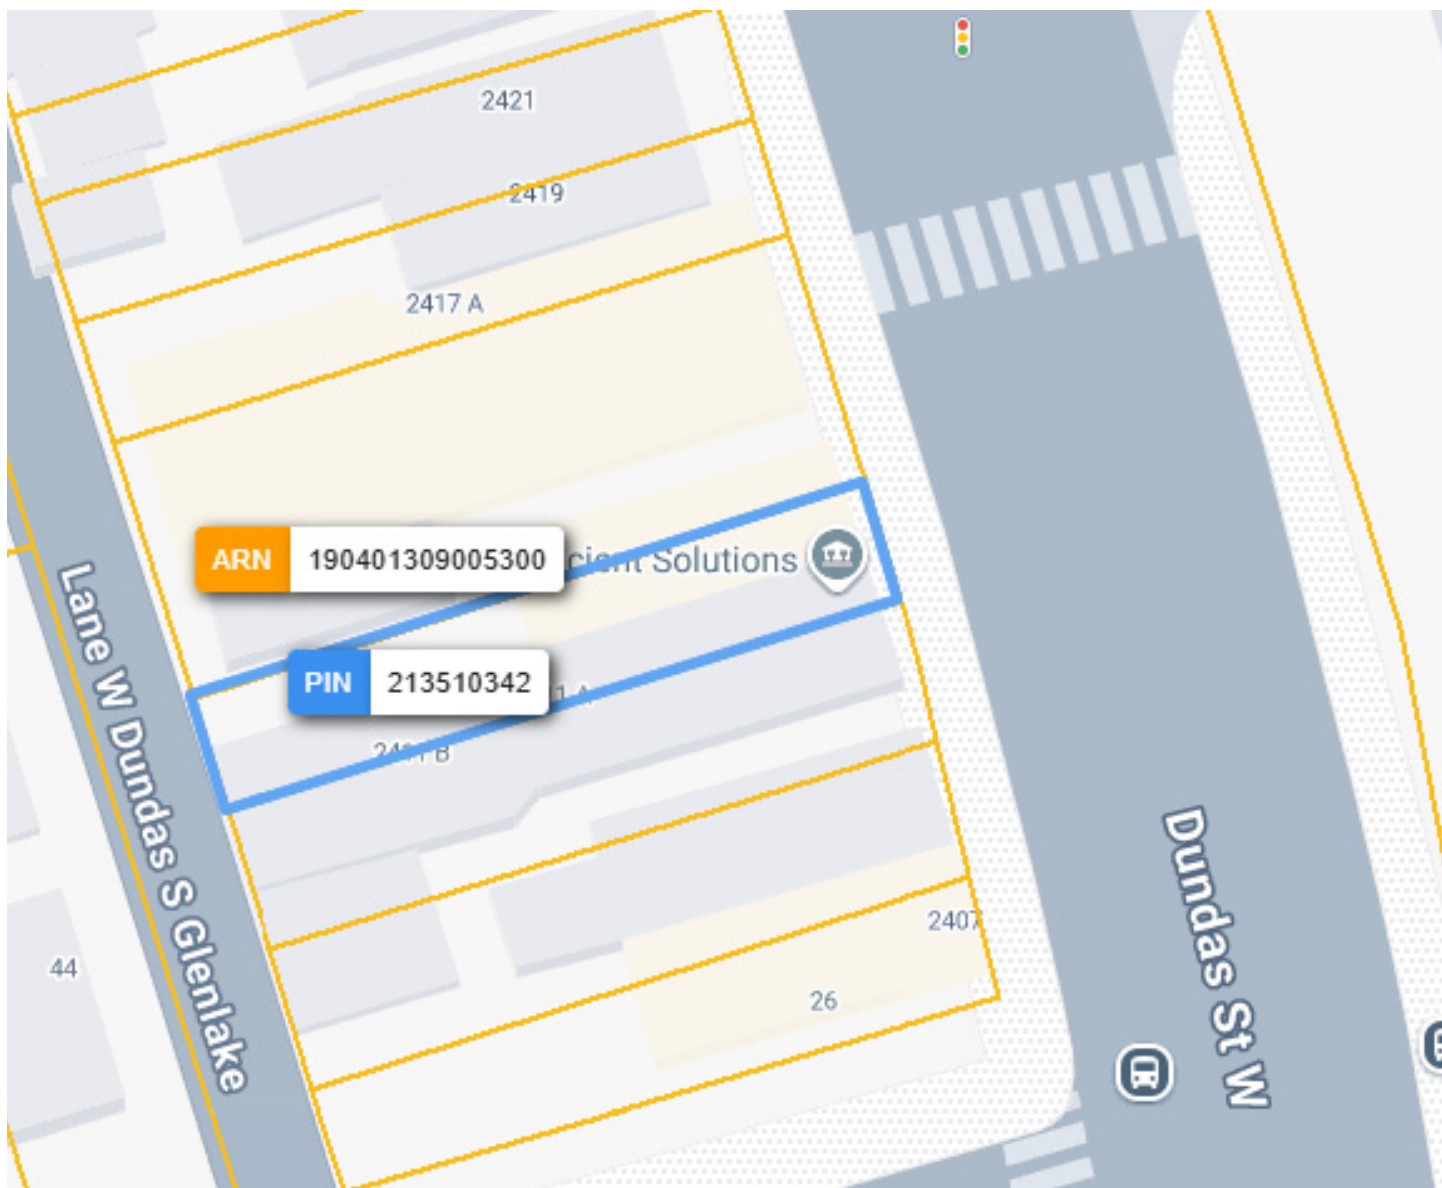 2421
2419
2417 A
ARN 190401309005300
Solutions
PIN 213510342
Lane W Dundas S Glenlake
Dundas St W
2407
44
26